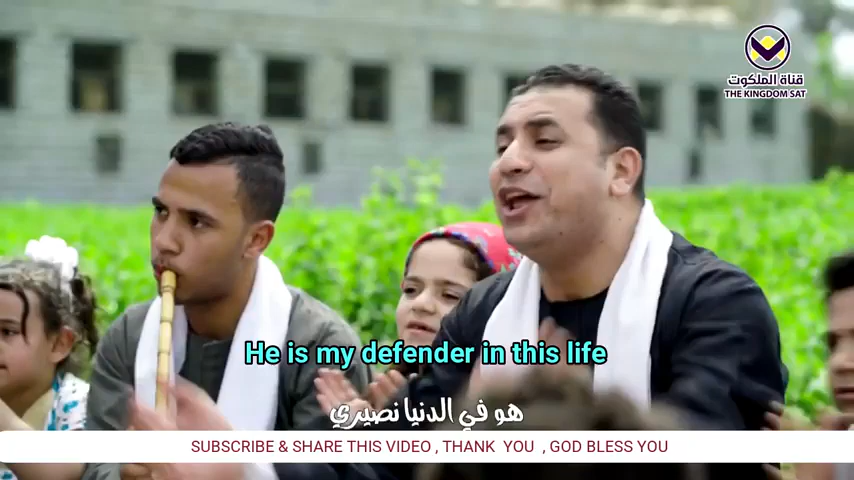 قناة الملكوت
THE KINGDOM SAT
He is my defender in this life
هو في الدنيا نصيري
SUBSCRIBE & SHARE THIS VIDEO , THANK YOU , GOD BLESS YOU